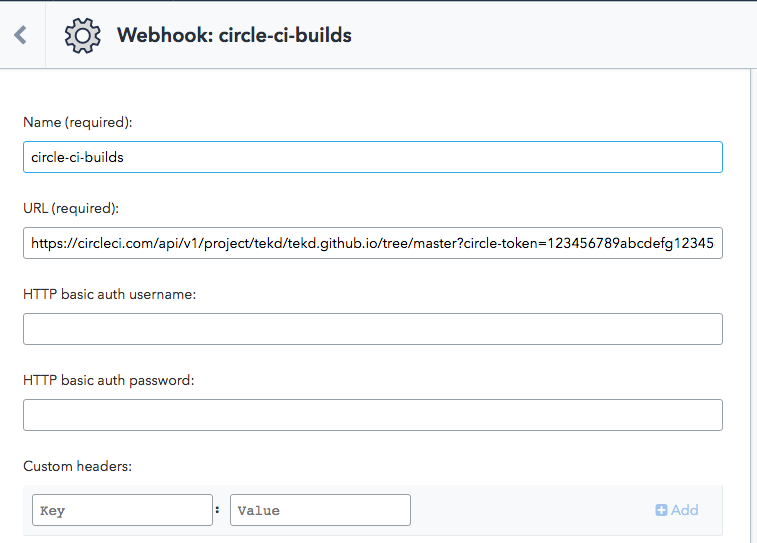 Webhook: circle-ci-builds
Name (required):
circle-ci-builds
URL (required):
https://circleci.com/api/v1/project/tekd/tekd.github.io/tree/master?circle-token=123456789abcdefg12345
HTTP basic auth username:
HTTP basic auth password:
Custom headers:
Key : Value Add